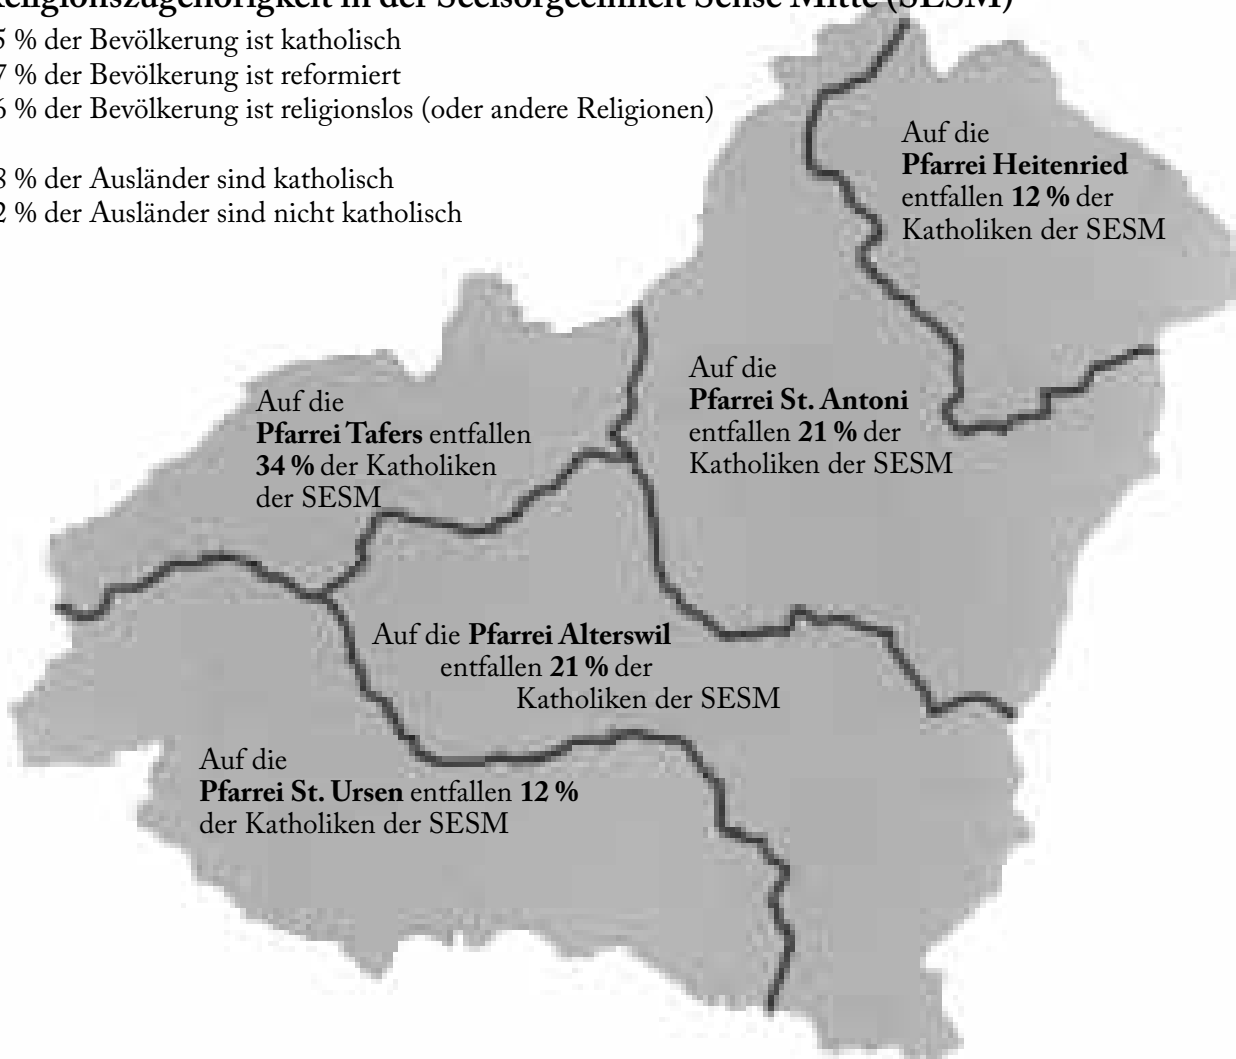 Religionszugehörigkeit in der Seelsorgeeinheit Sense Mitte (SESM)
5 % der Bevölkerung ist katholisch
7 % der Bevölkerung ist reformiert
6 % der Bevölkerung ist religionslos (oder andere Religionen)
8 % der Ausländer sind katholisch
2 % der Ausländer sind nicht katholisch
Auf die
Pfarrei Heitenried
entfallen 12 % der
Katholiken der SESM
Auf die
Pfarrei St. Antoni
entfallen 21 % der
Katholiken der SESM
Auf die
Pfarrei Tafers entfallen
34 % der Katholiken
der SESM
Auf die Pfarrei Alterswil
entfallen 21 % der
Katholiken der SESM
Auf die
Pfarrei St. Ursen entfallen 12 %
der Katholiken der SESM